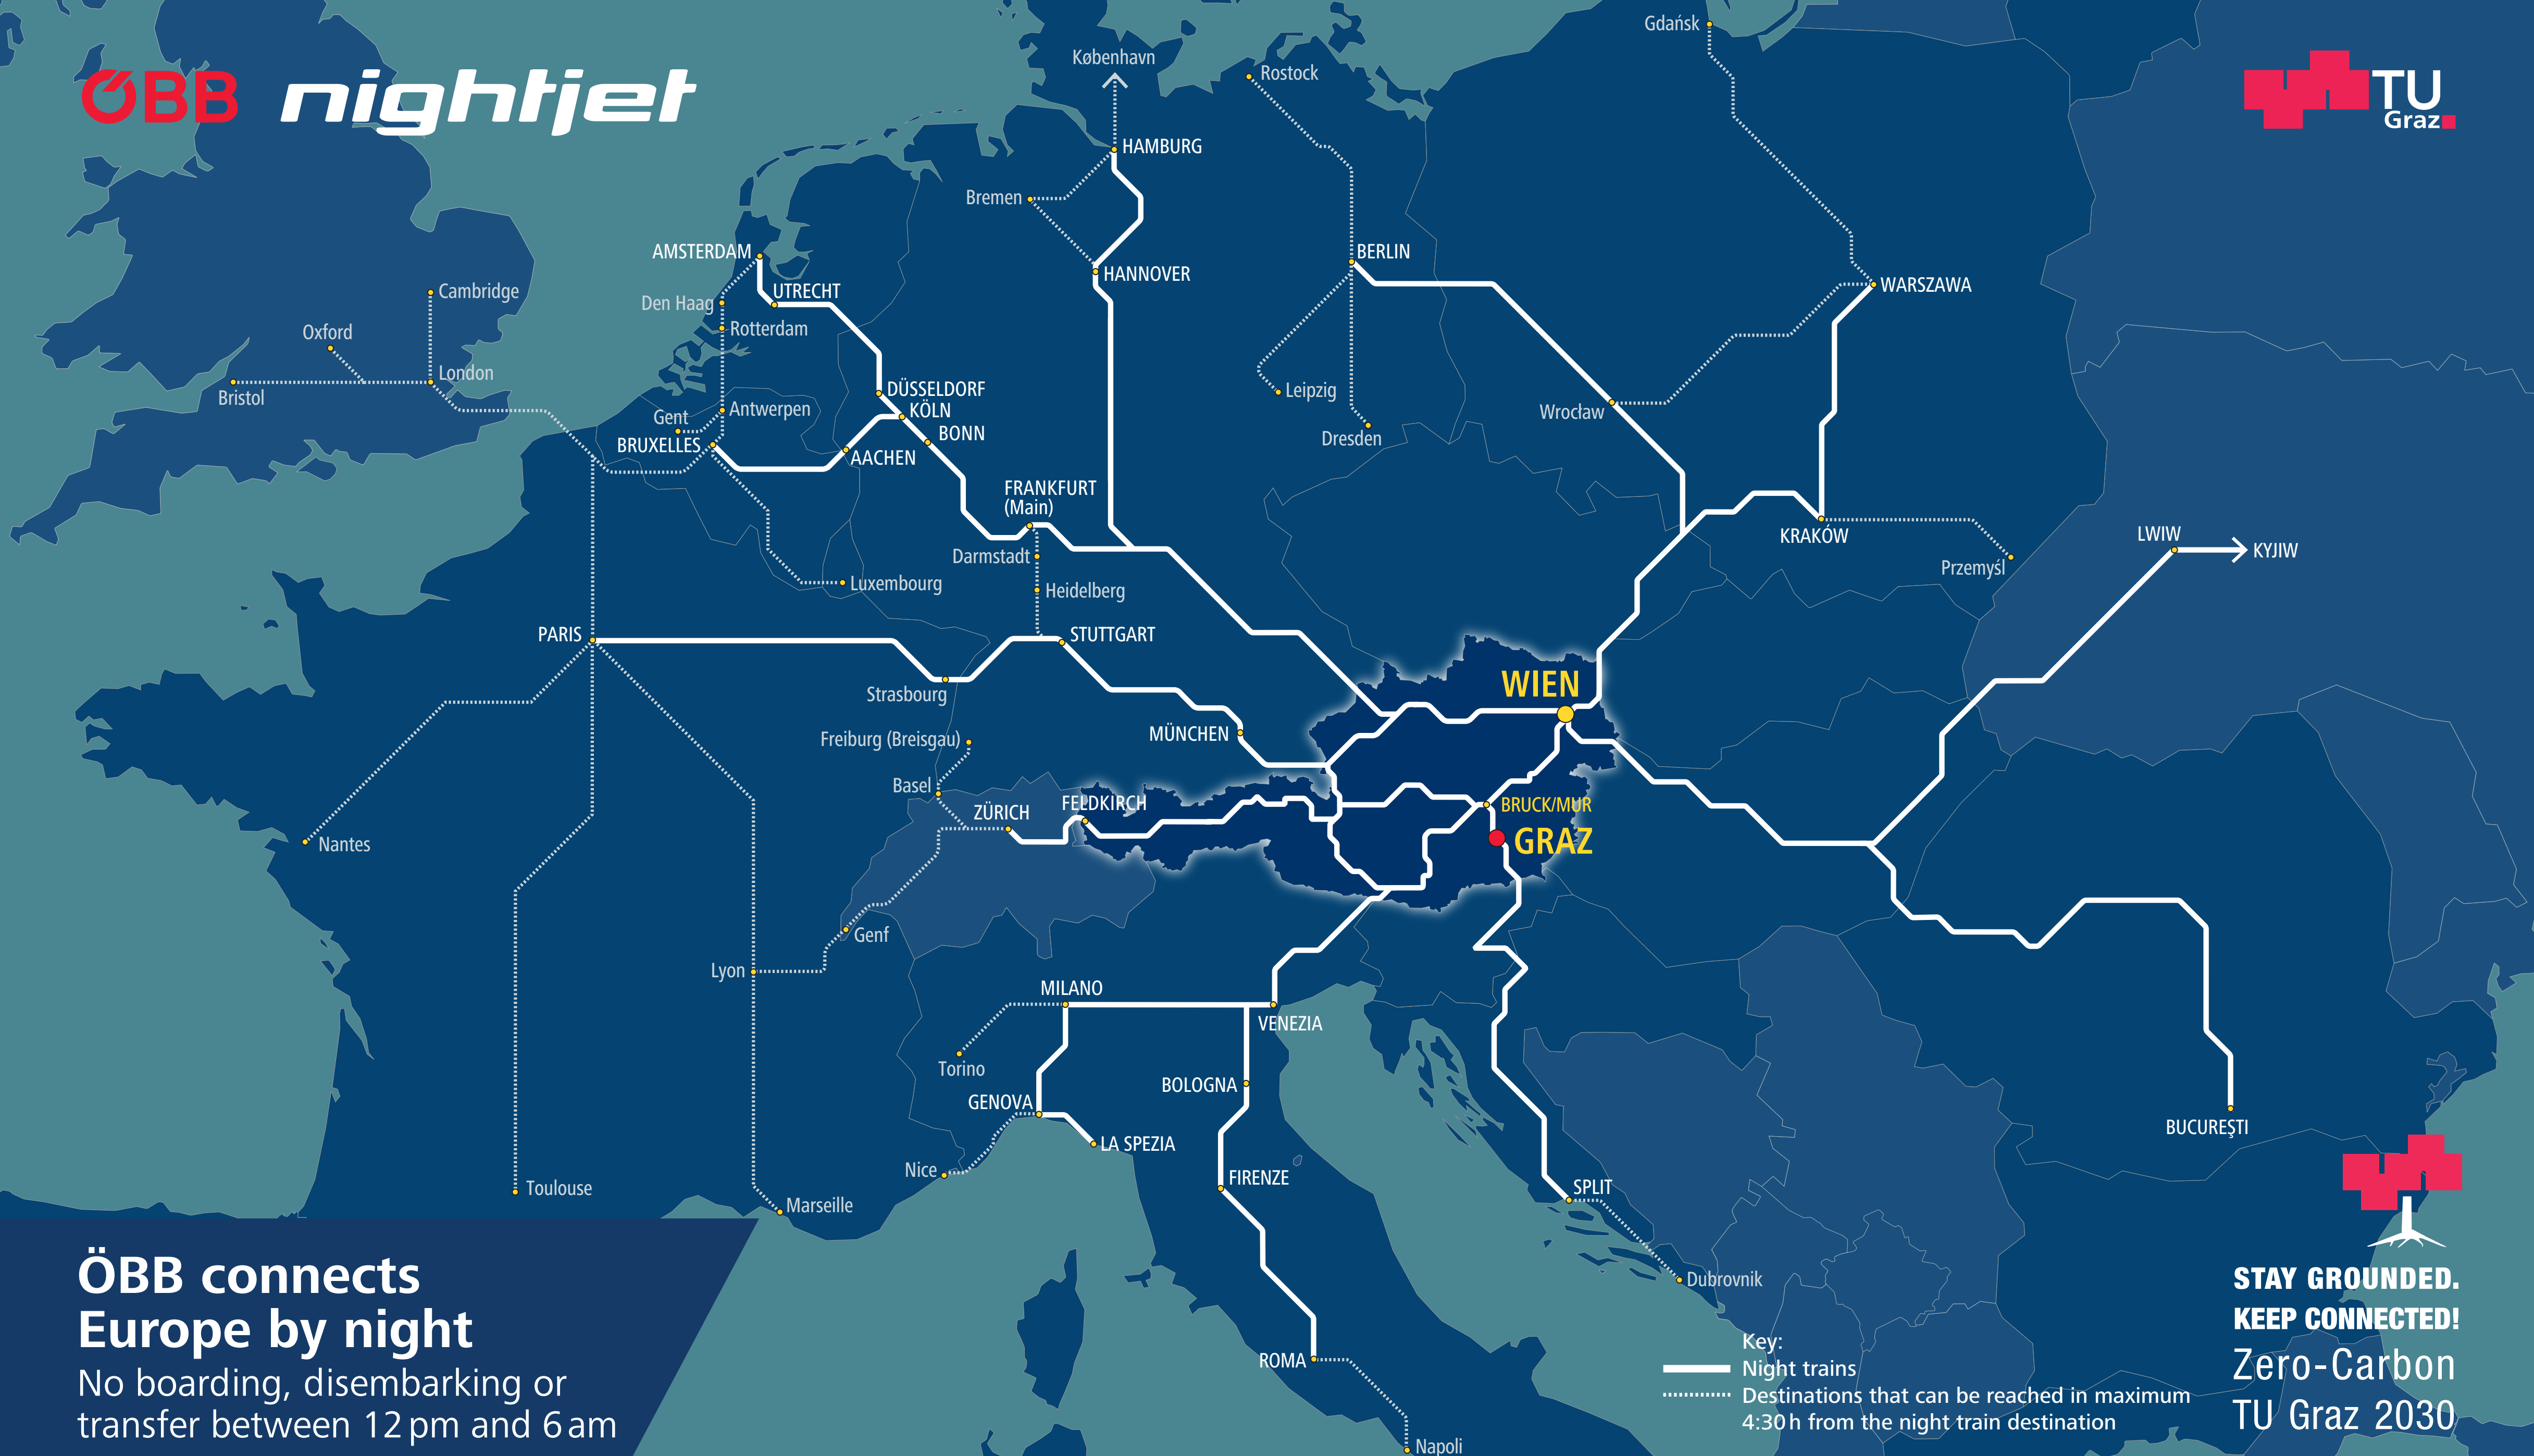 ÖBB nightjet
TU
Graz
Gdańsk
København
Rostock
HAMBURG
Bremen
AMSTERDAM
BERLIN
HANNOVER
UTRECHT
WARSZAWA
Cambridge
Den Haag
Rotterdam
Oxford
London
Bristol
DÜSSELDORF
Leipzig
KÖLN
Antwerpen
Gent
Wrocław
BONN
Dresden
BRUXELLES
AACHEN
FRANKFURT
(Main)
KRAKÓW
LWIW
KYJIW
Darmstadt
Przemyśl
Luxembourg
Heidelberg
PARIS
STUTTGART
Strasbourg
WIEN
MÜNCHEN
Freiburg (Breisgau)
Basel
ZÜRICH
FELDKIRCH
BRUCK/MUR
GRAZ
Nantes
Genf
Lyon
MILANO
VENEZIA
Torino
BOLOGNA
GENOVA
BUCUREŞTI
LA SPEZIA
Nice
FIRENZE
SPLIT
Toulouse
Marseille
Dubrovnik
ROMA
Napoli
ÖBB connects
Europe by night
No boarding, disembarking or
transfer between 12 pm and 6 am
Key:
Night trains
Destinations that can be reached in maximum
4:30 h from the night train destination
STAY GROUNDED.
KEEP CONNECTED!
Zero-Carbon
TU Graz 2030